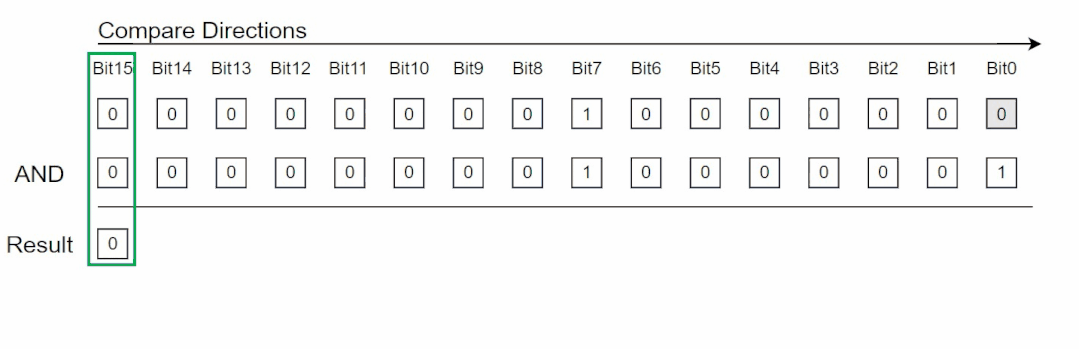 Compare Directions
Bit15 Bit14 Bit13 Bit12 Bit11 Bit10 Bit9 Bit8 Bit7 Bit6 Bit5 Bit4 Bit3 Bit2 Bit1 Bit0
0 0 0 0 0 0 0 0 1 0 0 0 0 0 0 0
AND 0 0 0 0 0 0 0 0 1 0 0 0 0 0 0 1
Result 0